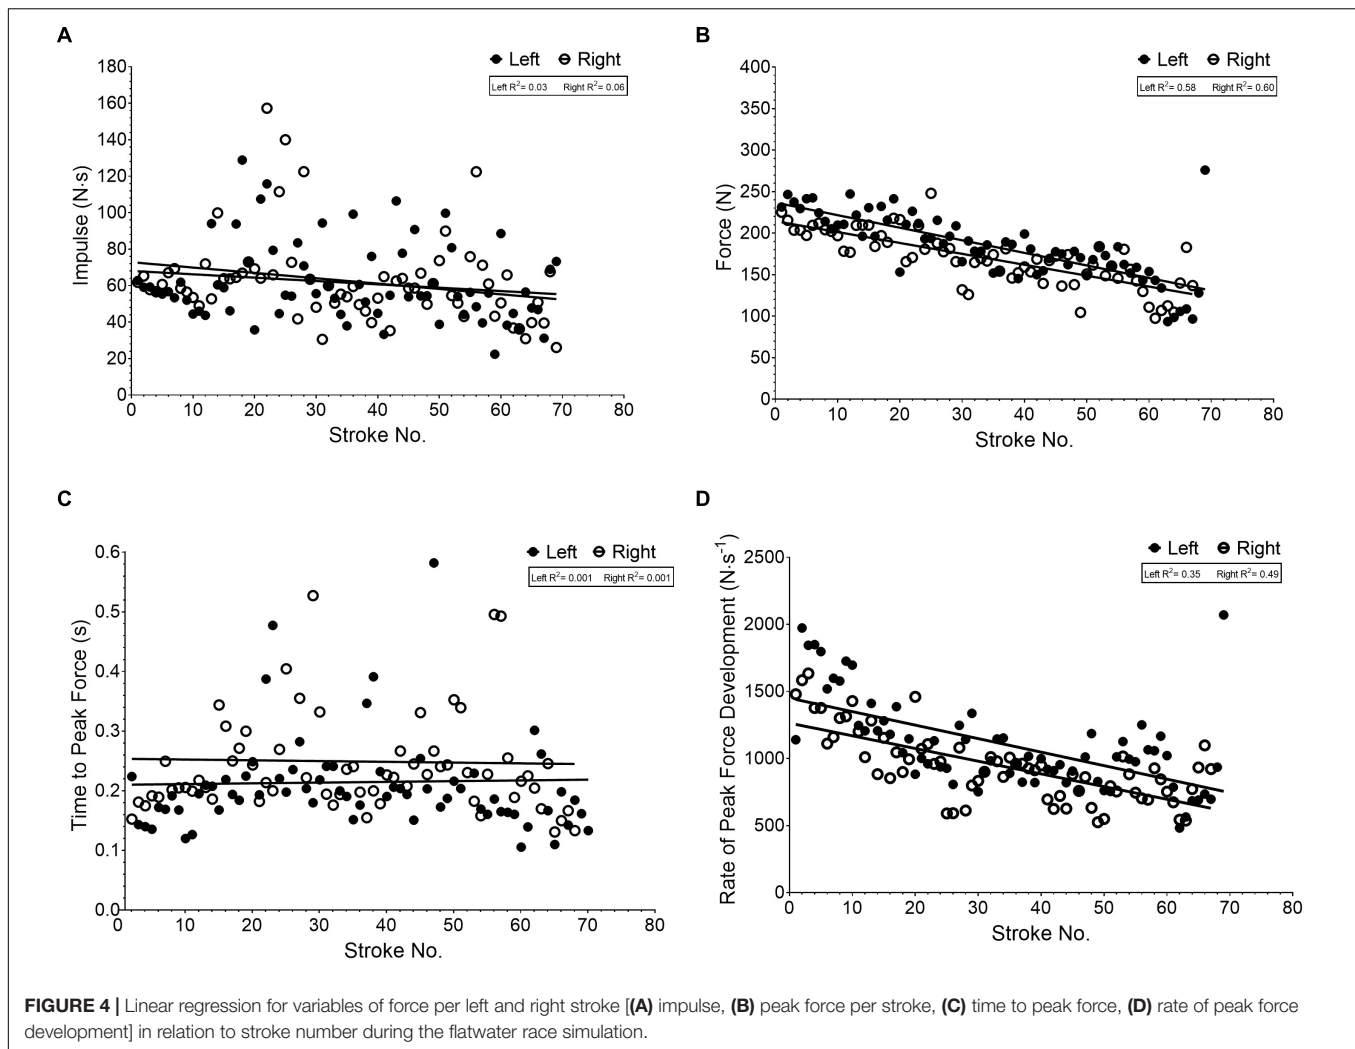 A
Left Right
Left R²= 0.03 Right R²= 0.06
Impulse (N·s)
180
160
140
120
100
80
60
40
20
0
0 10 20 30 40 50 60 70 80
Stroke No.
B
Left Right
Left R²= 0.58 Right R²= 0.60
Force (N)
400
350
300
250
200
150
100
50
0
0 10 20 30 40 50 60 70 80
Stroke No.
C
Left Right
Left R²= 0.001 Right R²= 0.001
Time to Peak Force (s)
0.6
0.5
0.4
0.3
0.2
0.1
0.0
0 10 20 30 40 50 60 70 80
Stroke No.
D
Left Right
Left R²= 0.35 Right R²= 0.49
Rate of Peak Force Development (N·s⁻¹)
2500
2000
1500
1000
500
0
0 10 20 30 40 50 60 70 80
Stroke No.
FIGURE 4 | Linear regression for variables of force per left and right stroke [(A) impulse, (B) peak force per stroke, (C) time to peak force, (D) rate of peak force
development] in relation to stroke number during the flatwater race simulation.